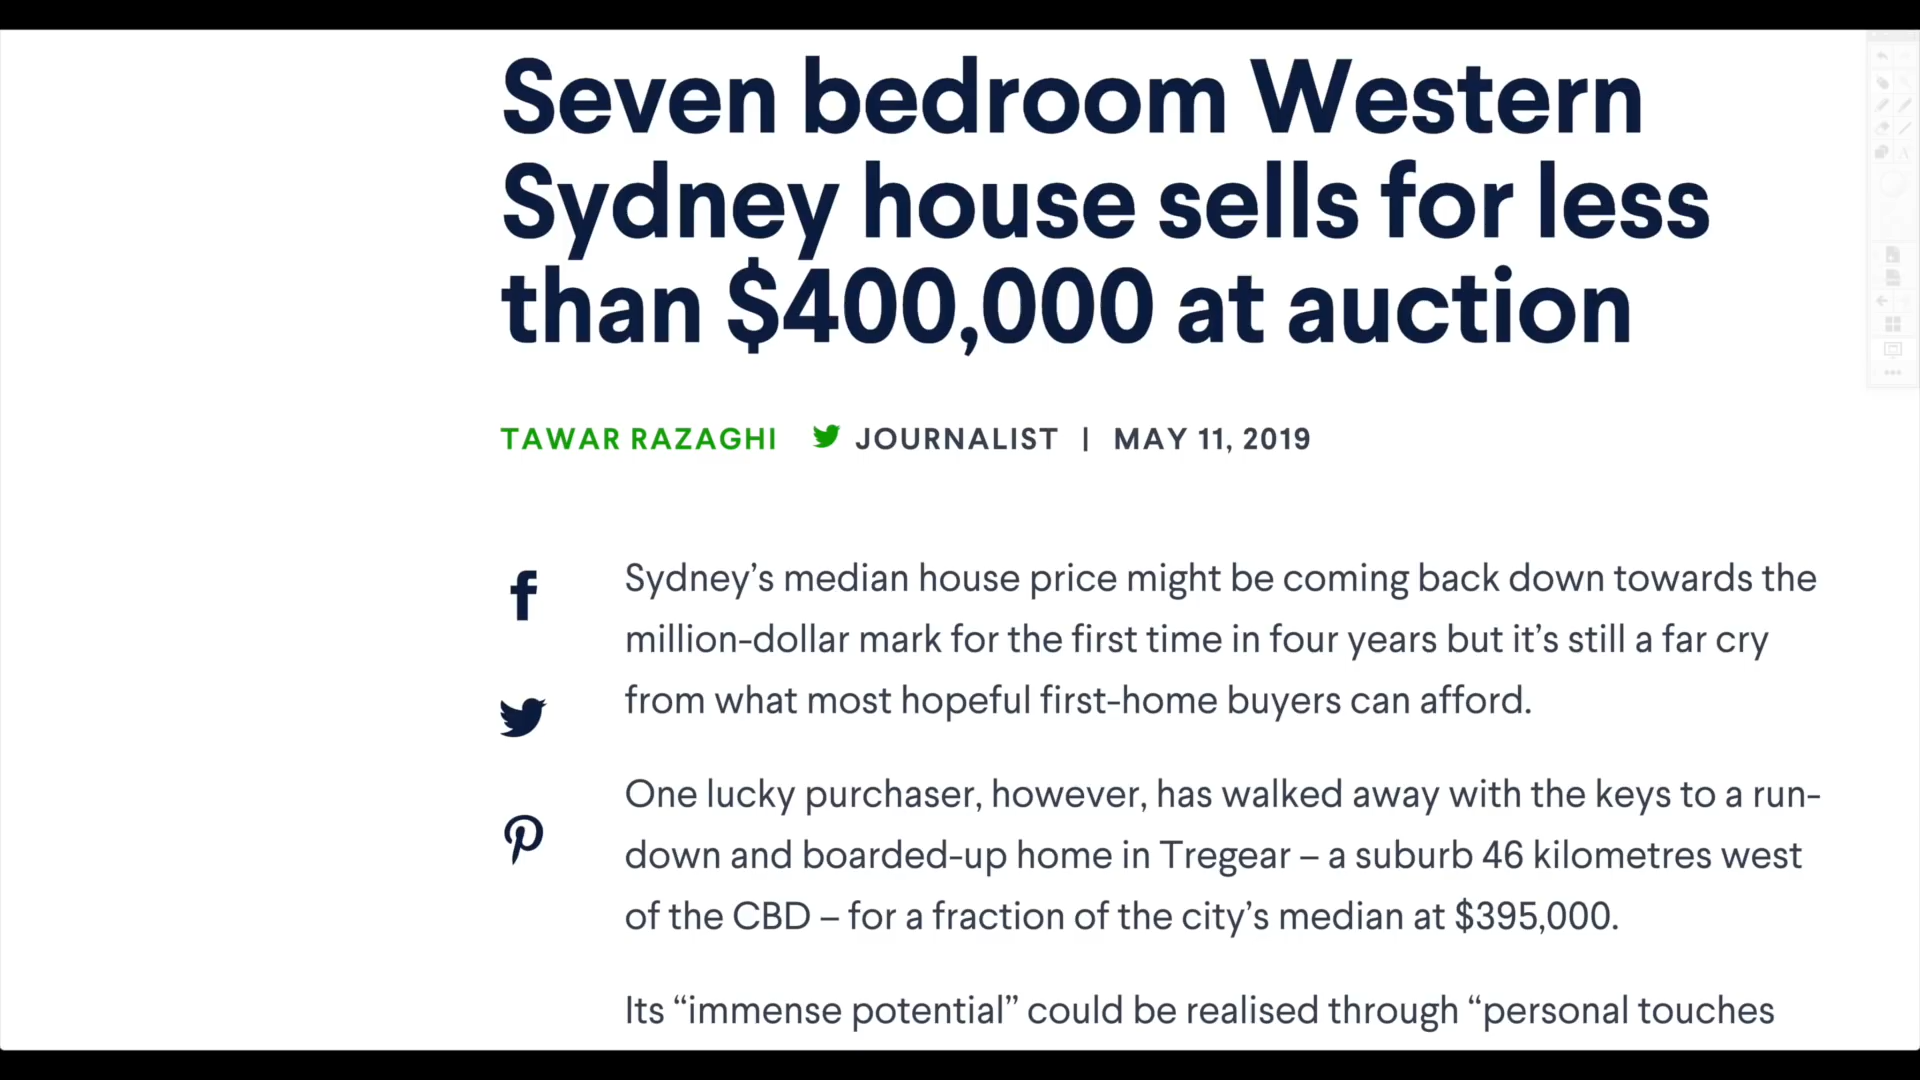 Seven bedroom Western
Sydney house sells for less
than $400,000 at auction
TAWAR RAZAGHI JOURNALIST | MAY 11, 2019
Sydney’s median house price might be coming back down towards the
million-dollar mark for the first time in four years but it’s still a far cry
from what most hopeful first-home buyers can afford.
One lucky purchaser, however, has walked away with the keys to a run-
down and boarded-up home in Tregear – a suburb 46 kilometres west
of the CBD – for a fraction of the city’s median at $395,000.
Its “immense potential” could be realised through “personal touches